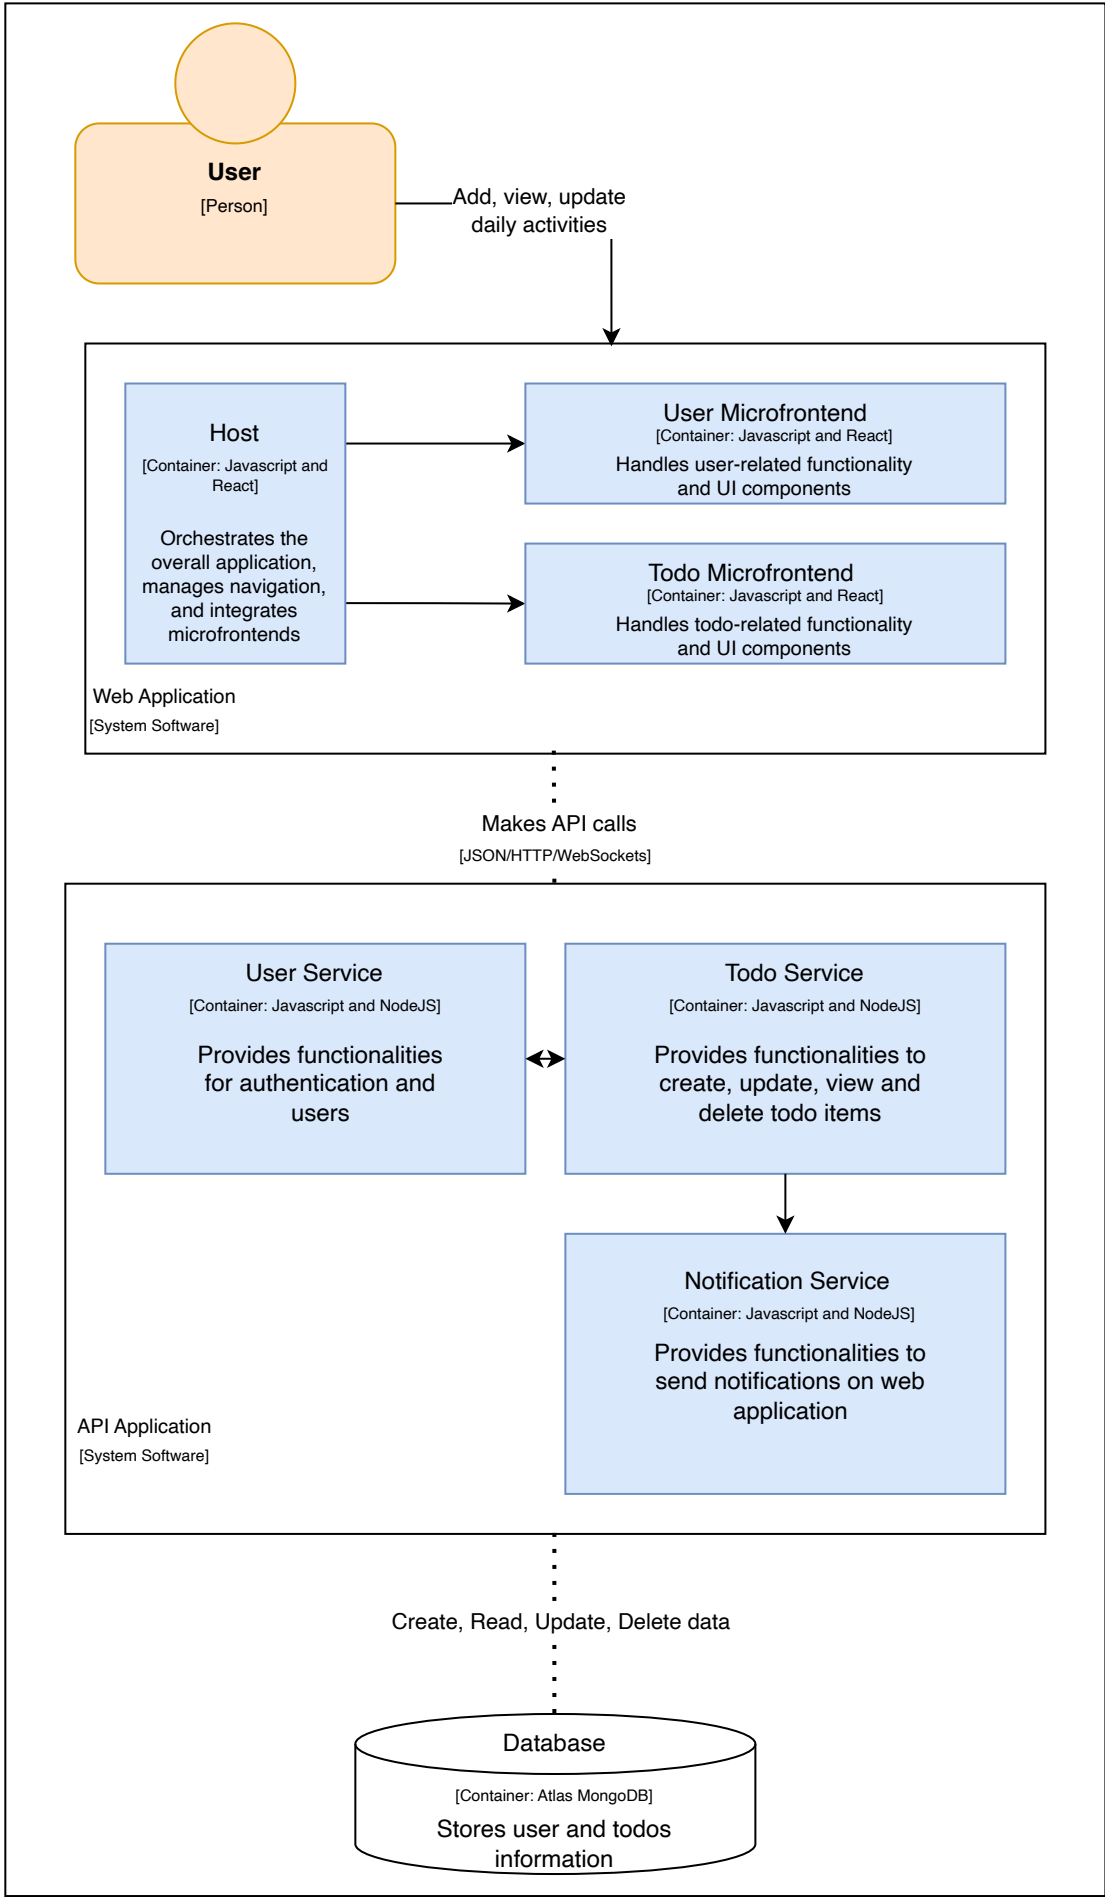 User
[Person]
Add, view, update
daily activities
Host
[Container: Javascript and
React]
Orchestrates the
overall application,
manages navigation,
and integrates
microfrontends
User Microfrontend
[Container: Javascript and React]
Handles user-related functionality
and UI components
Todo Microfrontend
[Container: Javascript and React]
Handles todo-related functionality
and UI components
Web Application
[System Software]
Makes API calls
[JSON/HTTP/WebSockets]
User Service
[Container: Javascript and NodeJS]
Provides functionalities
for authentication and
users
Todo Service
[Container: Javascript and NodeJS]
Provides functionalities to
create, update, view and
delete todo items
Notification Service
[Container: Javascript and NodeJS]
Provides functionalities to
send notifications on web
application
API Application
[System Software]
Create, Read, Update, Delete data
Database
[Container: Atlas MongoDB]
Stores user and todos
information